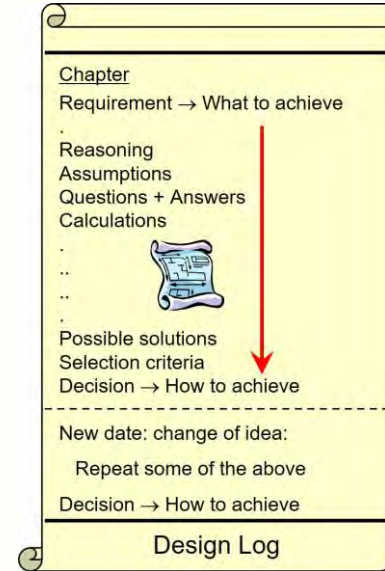 Chapter
Requirement → What to achieve
.
Reasoning
Assumptions
Questions + Answers
Calculations
.
..
..
.
Possible solutions
Selection criteria
Decision → How to achieve
New date: change of idea:
Repeat some of the above
Decision → How to achieve
Design Log